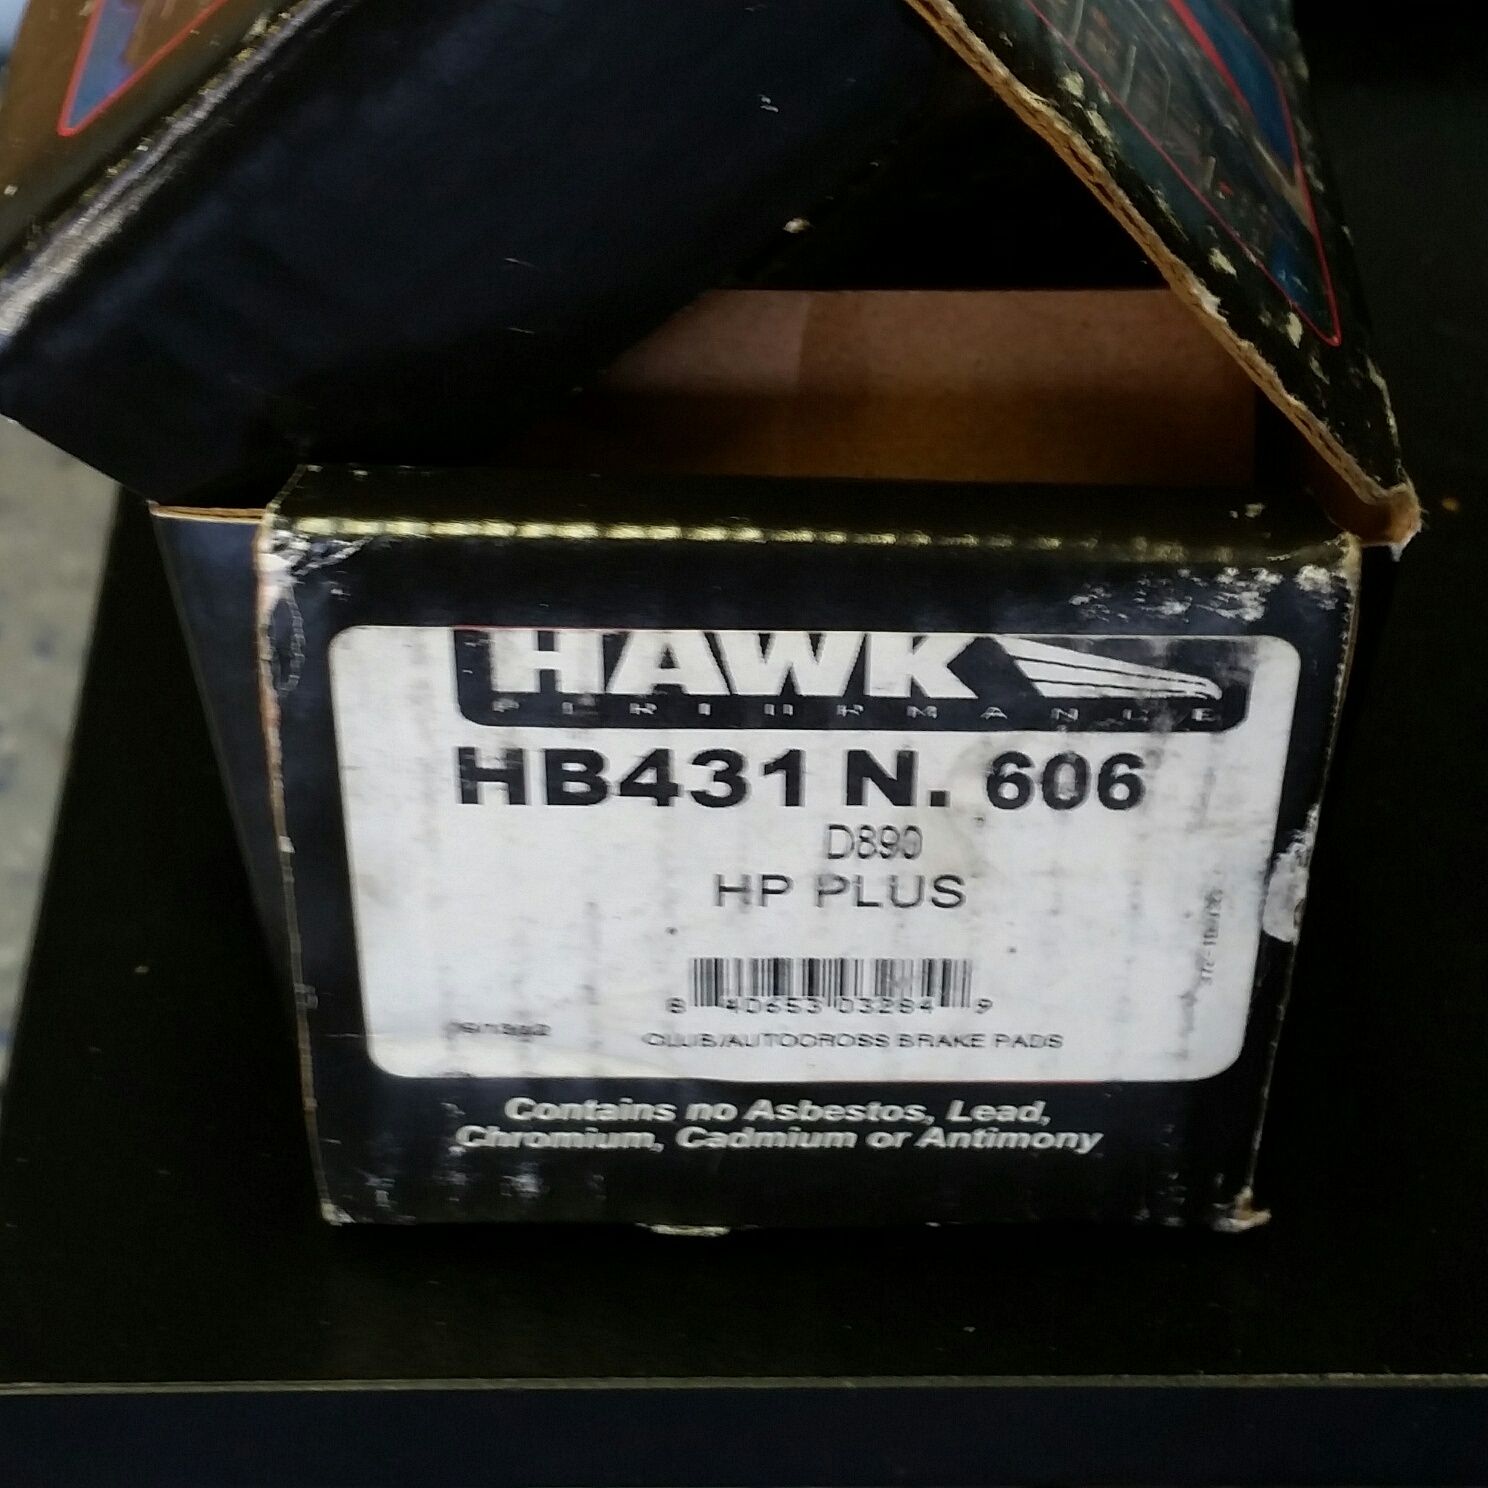 HAWK
PERFORMANCE
HB431 N. 606
D890
HP PLUS
8 40653 03284 9
CLUB/AUTOCROSS BRAKE PADS
Contains no Asbestos, Lead,
Chromium, Cadmium or Antimony